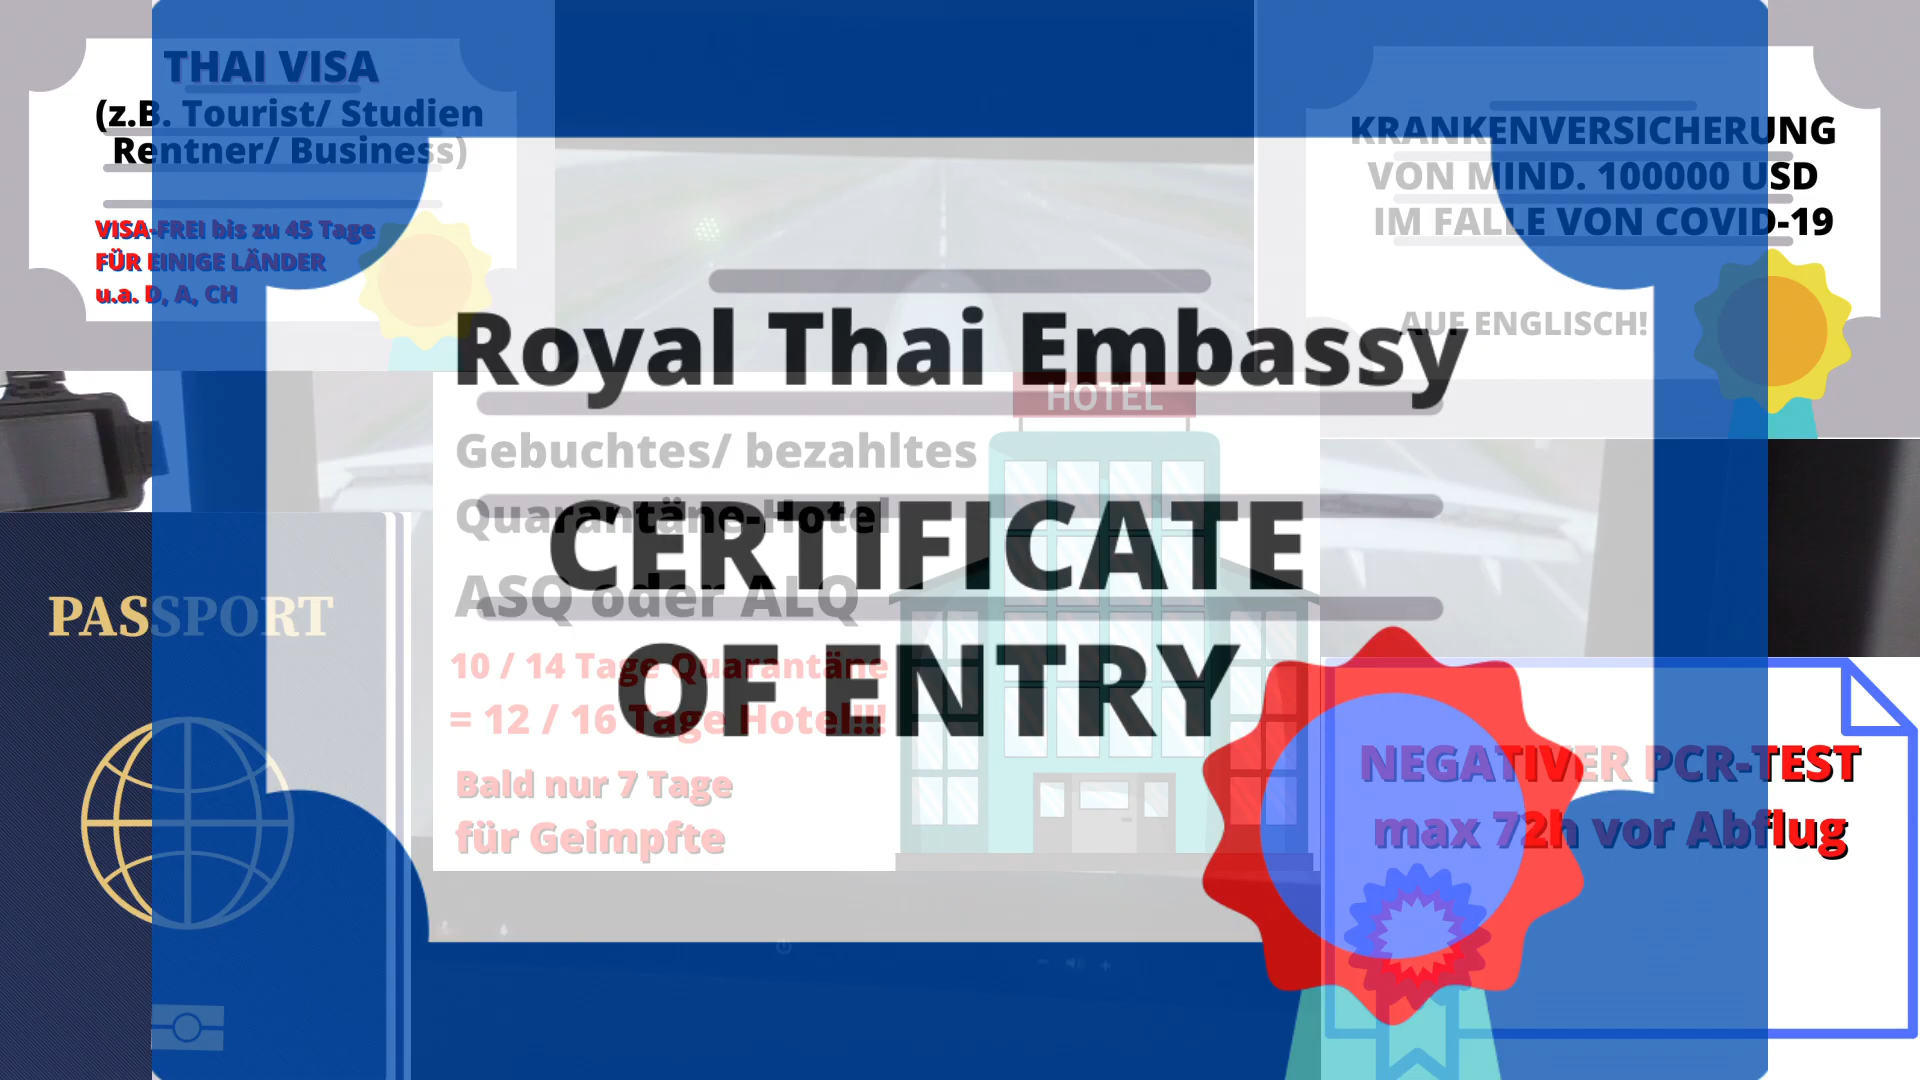 THAI VISA
(z.B. Tourist/ Studien
Rentner/ Business)
VISA-FREI bis zu 45 Tage
FÜR EINIGE LÄNDER
u.a. D, A, CH
KRANKENVERSICHERUNG
VON MIND. 100000 USD
IM FALLE VON COVID-19
AUF ENGLISCH!
Royal Thai Embassy
CERTIFICATE
OF ENTRY
HOTEL
Gebuchtes/ bezahltes
Quarantäne-Hotel
ASQ oder ALQ
10 / 14 Tage Quarantäne
= 12 / 16 Tage Hotel!!!
Bald nur 7 Tage
für Geimpfte
PASSPORT
NEGATIVER PCR-TEST
max 72h vor Abflug